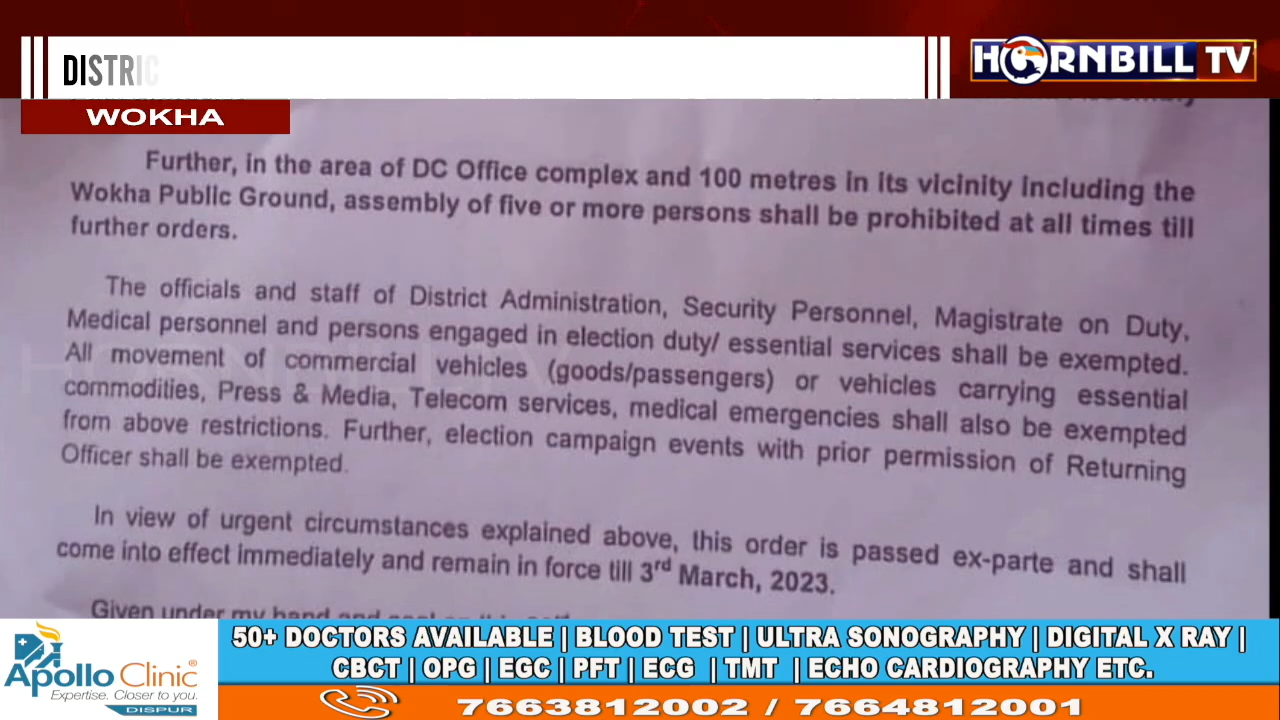 DISTRIC
HORNBILL TV
WOKHA
Further, in the area of DC Office complex and 100 metres in its vicinity including the
Wokha Public Ground, assembly of five or more persons shall be prohibited at all times till
further orders.
The officials and staff of District Administration, Security Personnel, Magistrate on Duty,
Medical personnel and persons engaged in election duty/ essential services shall be exempted.
All movement of commercial vehicles (goods/passengers) or vehicles carrying essential
commodities, Press & Media, Telecom services, medical emergencies shall also be exempted
from above restrictions. Further, election campaign events with prior permission of Returning
Officer shall be exempted.
In view of urgent circumstances explained above, this order is passed ex-parte and shall
come into effect immediately and remain in force till 3rd March, 2023.
Given under my hand and
Apollo Clinic®
Expertise. Closer to you.
DISPUR
50+ DOCTORS AVAILABLE | BLOOD TEST | ULTRA SONOGRAPHY | DIGITAL X RAY |
CBCT | OPG | EGC | PFT | ECG | TMT | ECHO CARDIOGRAPHY ETC.
7663812002 / 7664812001